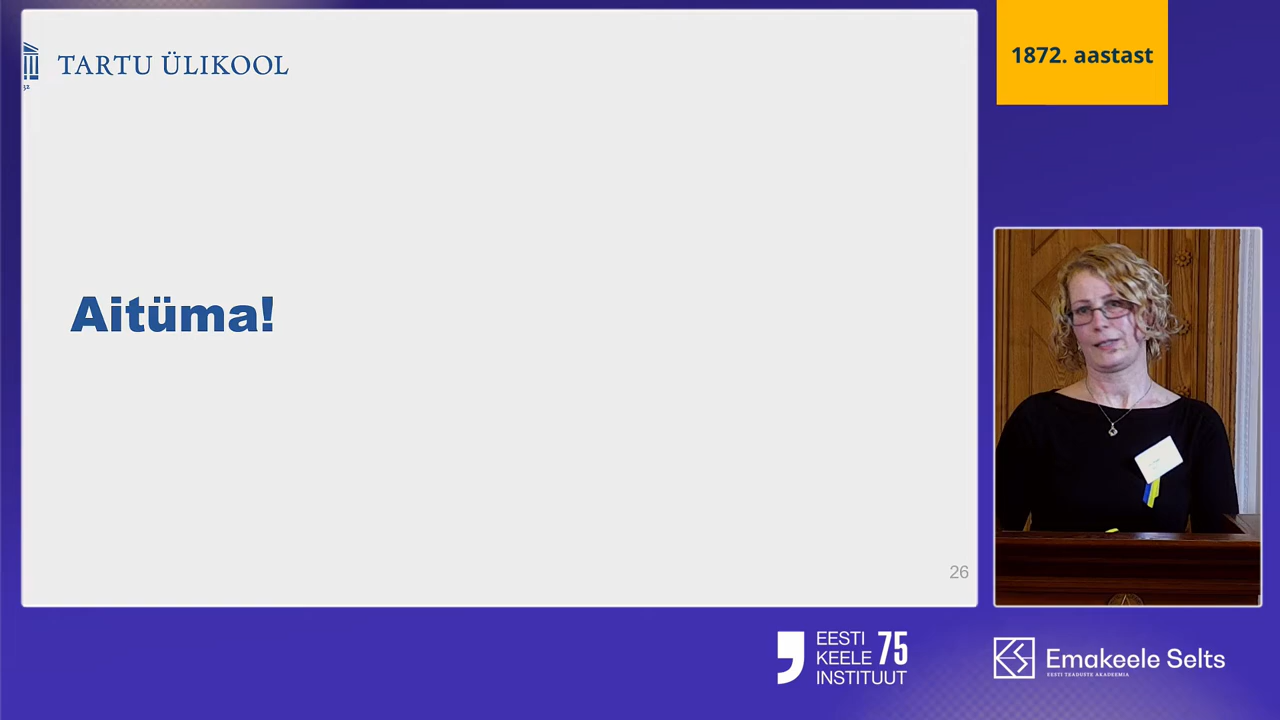 TARTU ÜLIKOOL
1872. aastast
Aitüma!
26
EESTI
KEELE 75
INSTITUUT
Emakeele Selts
EESTI TEADUSTE AKADEEMIA